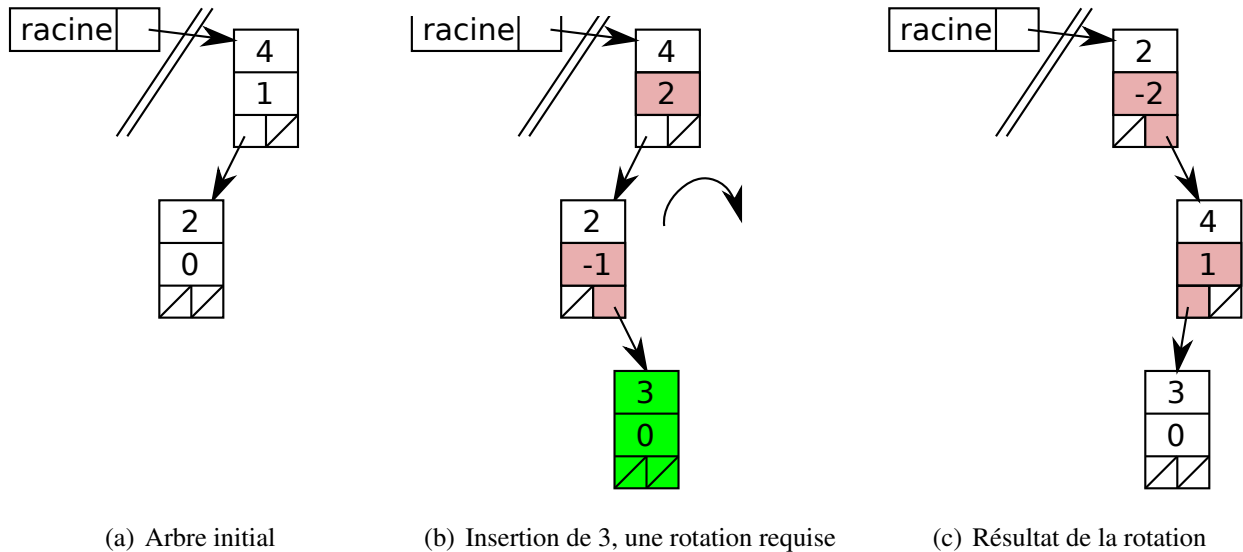 racine
4
1
2
0
(a) Arbre initial
racine
4
2
2
-1
3
0
(b) Insertion de 3, une rotation requise
racine
2
-2
4
1
3
0
(c) Résultat de la rotation